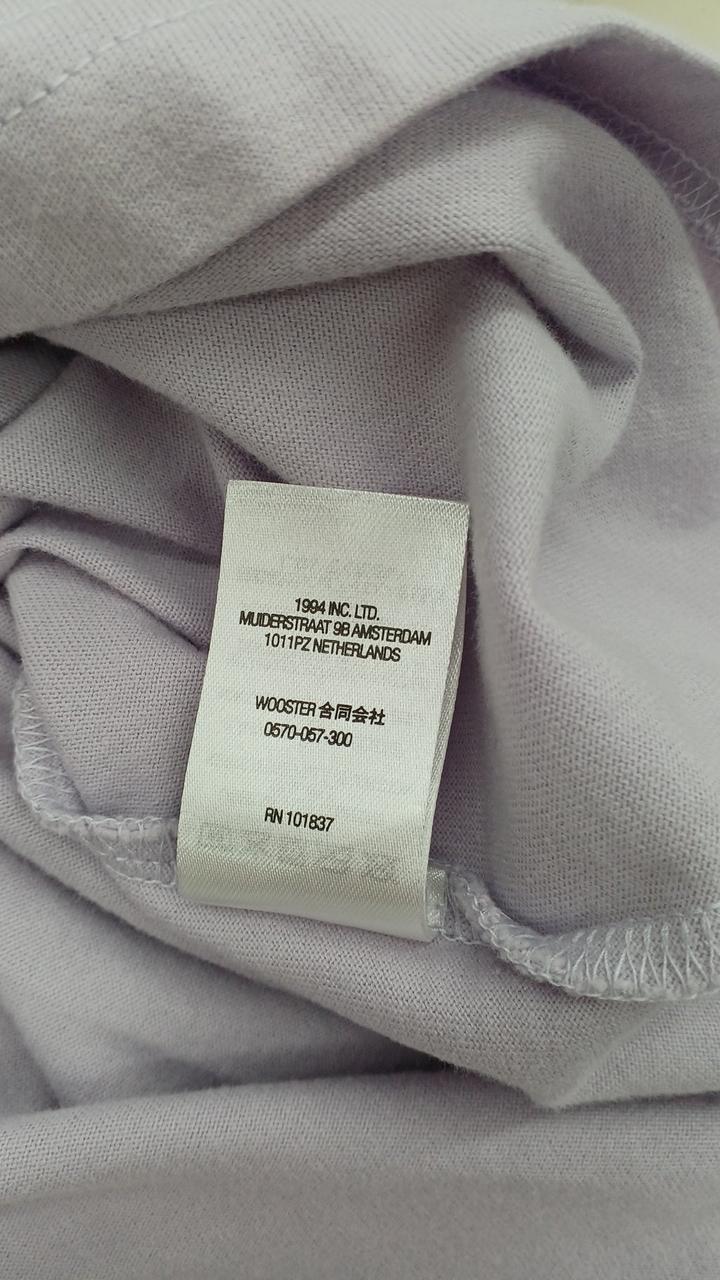 1994 INC. LTD.
MUIDERSTRAAT 9B AMSTERDAM
1011PZ NETHERLANDS
WOOSTER 合同会社
0570-057-300
RN 101837